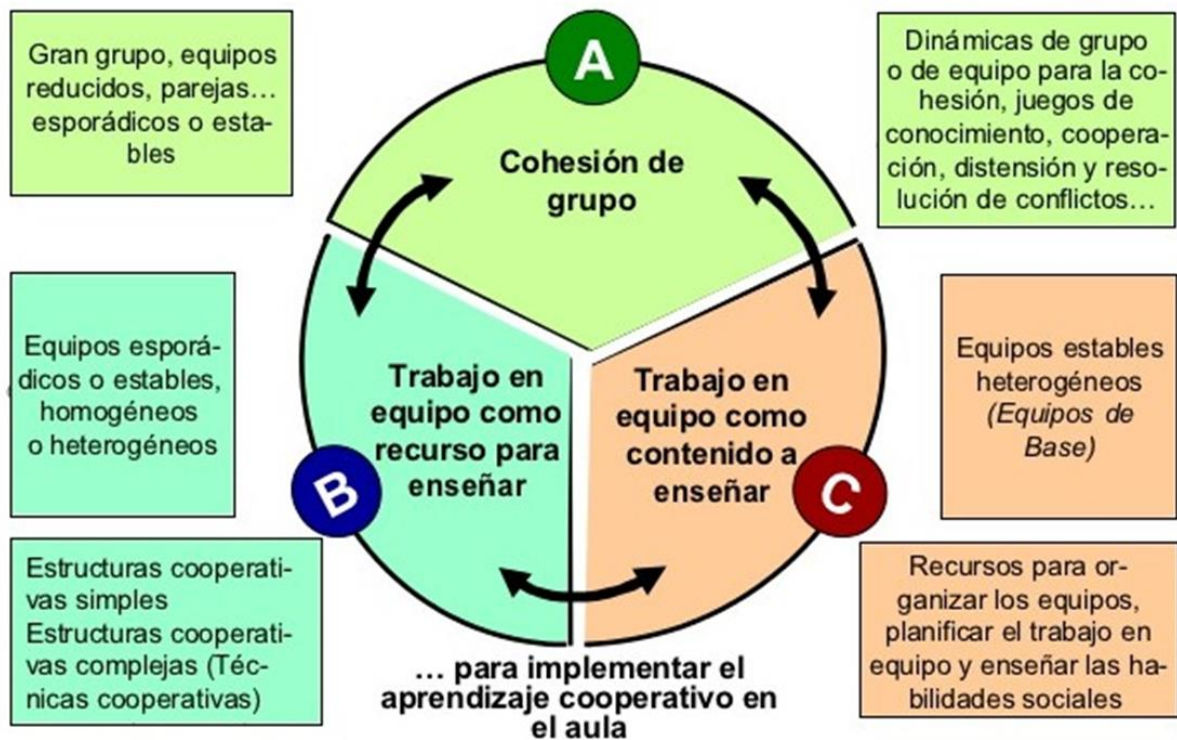 Gran grupo, equipos
reducidos, parejas…
esporádicos o esta-
bles
A
Cohesión de
grupo
Dinámicas de grupo
o de equipo para la co-
hesión, juegos de
conocimiento, coopera-
ción, distensión y reso-
lución de conflictos…
Equipos esporá-
dicos o estables,
homogéneos
o heterogéneos
Trabajo en
equipo como
recurso para
enseñar
B
Trabajo en
equipo como
contenido a
enseñar
C
Equipos estables
heterogéneos
(Equipos de
Base)
Estructuras cooperati-
vas simples
Estructuras cooperati-
vas complejas (Téc-
nicas cooperativas)
… para implementar el
aprendizaje cooperativo en
el aula
Recursos para or-
ganizar los equipos,
planificar el trabajo en
equipo y enseñar las ha-
bilidades sociales